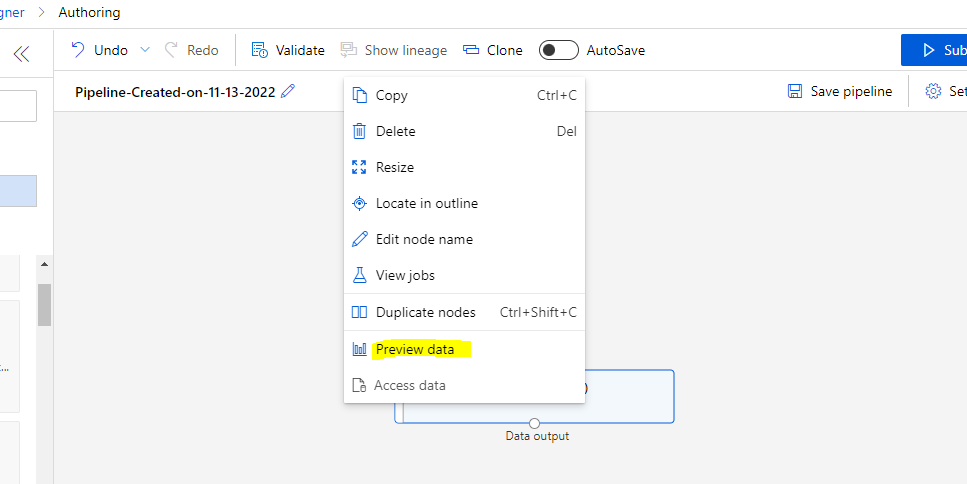 gner > Authoring
Undo Redo Validate Show lineage Clone AutoSave Sub
Pipeline-Created-on-11-13-2022 Save pipeline Set
Copy Ctrl+C
Delete Del
Resize
Locate in outline
Edit node name
View jobs
Duplicate nodes Ctrl+Shift+C
Preview data
Access data
t...
)
Data output